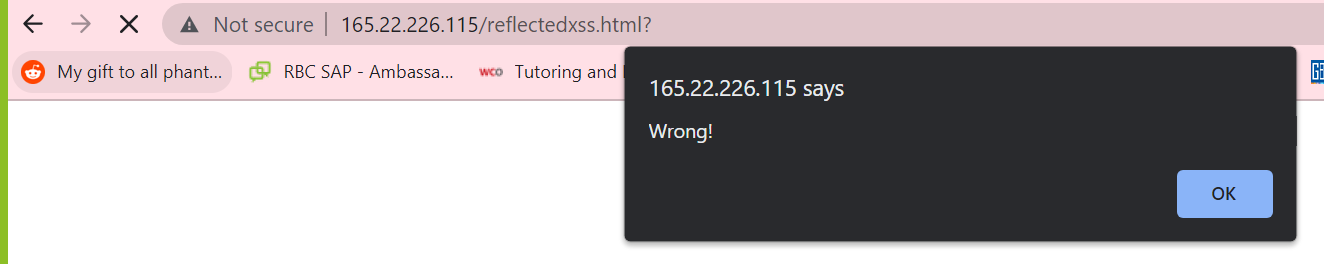 Not secure | 165.22.226.115/reflectedxss.html?
My gift to all phant... RBC SAP - Ambassa... wco Tutoring and
165.22.226.115 says
Wrong!
OK